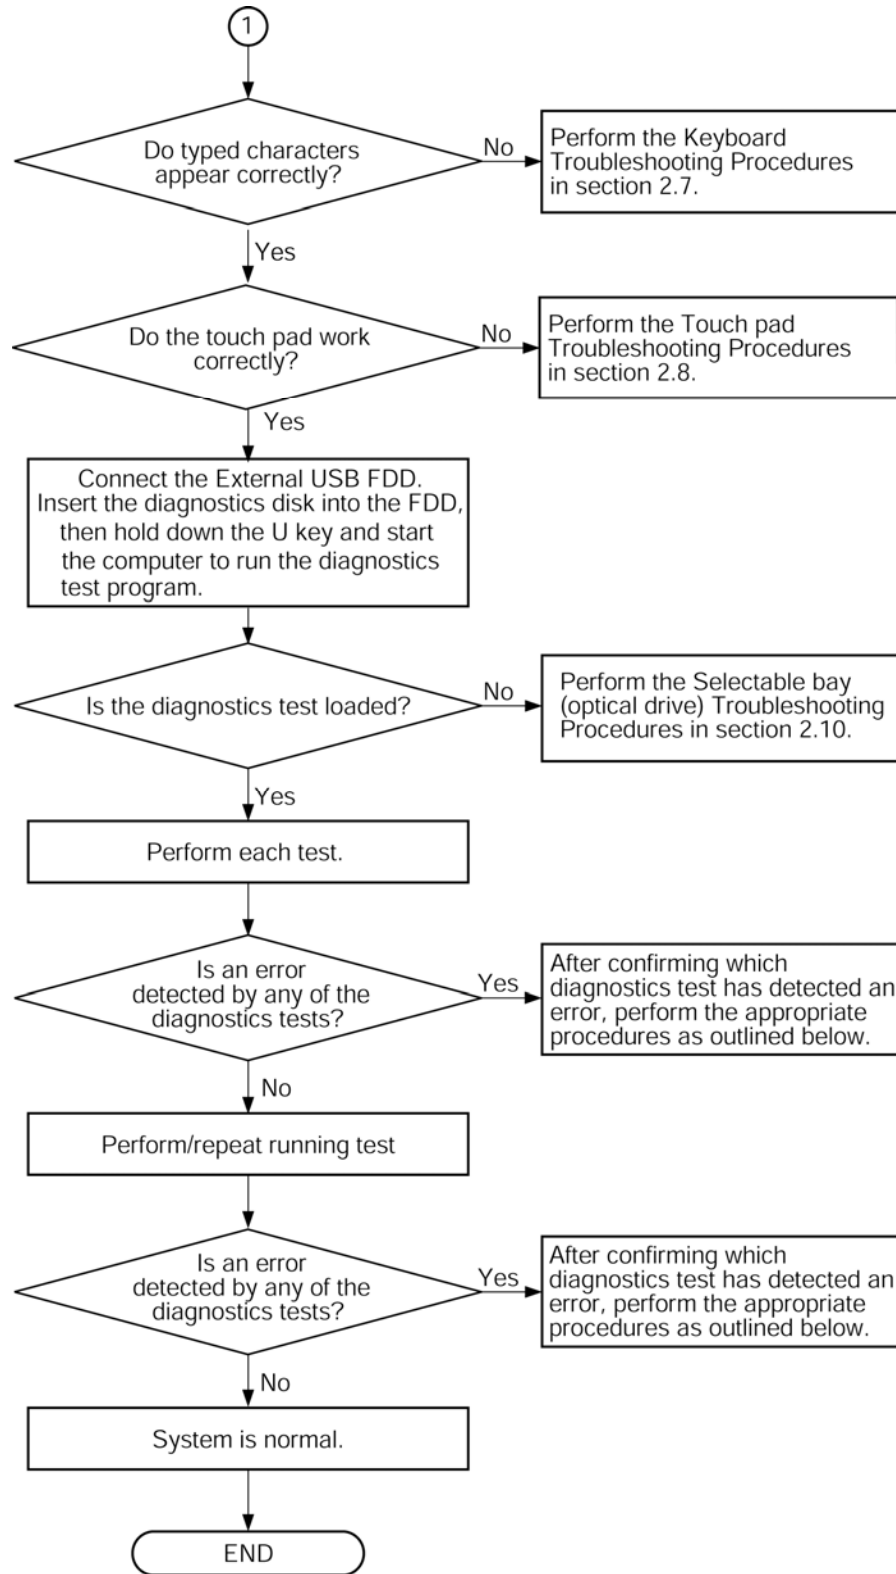 1
Do typed characters
appear correctly?
No
Perform the Keyboard
Troubleshooting Procedures
in section 2.7.
Yes
Do the touch pad work
correctly?
No
Perform the Touch pad
Troubleshooting Procedures
in section 2.8.
Yes
Connect the External USB FDD.
Insert the diagnostics disk into the FDD,
then hold down the U key and start
the computer to run the diagnostics
test program.
Is the diagnostics test loaded?
No
Perform the Selectable bay
(optical drive) Troubleshooting
Procedures in section 2.10.
Yes
Perform each test.
Is an error
detected by any of the
diagnostics tests?
Yes
After confirming which
diagnostics test has detected an
error, perform the appropriate
procedures as outlined below.
No
Perform/repeat running test
Is an error
detected by any of the
diagnostics tests?
Yes
After confirming which
diagnostics test has detected an
error, perform the appropriate
procedures as outlined below.
No
System is normal.
END